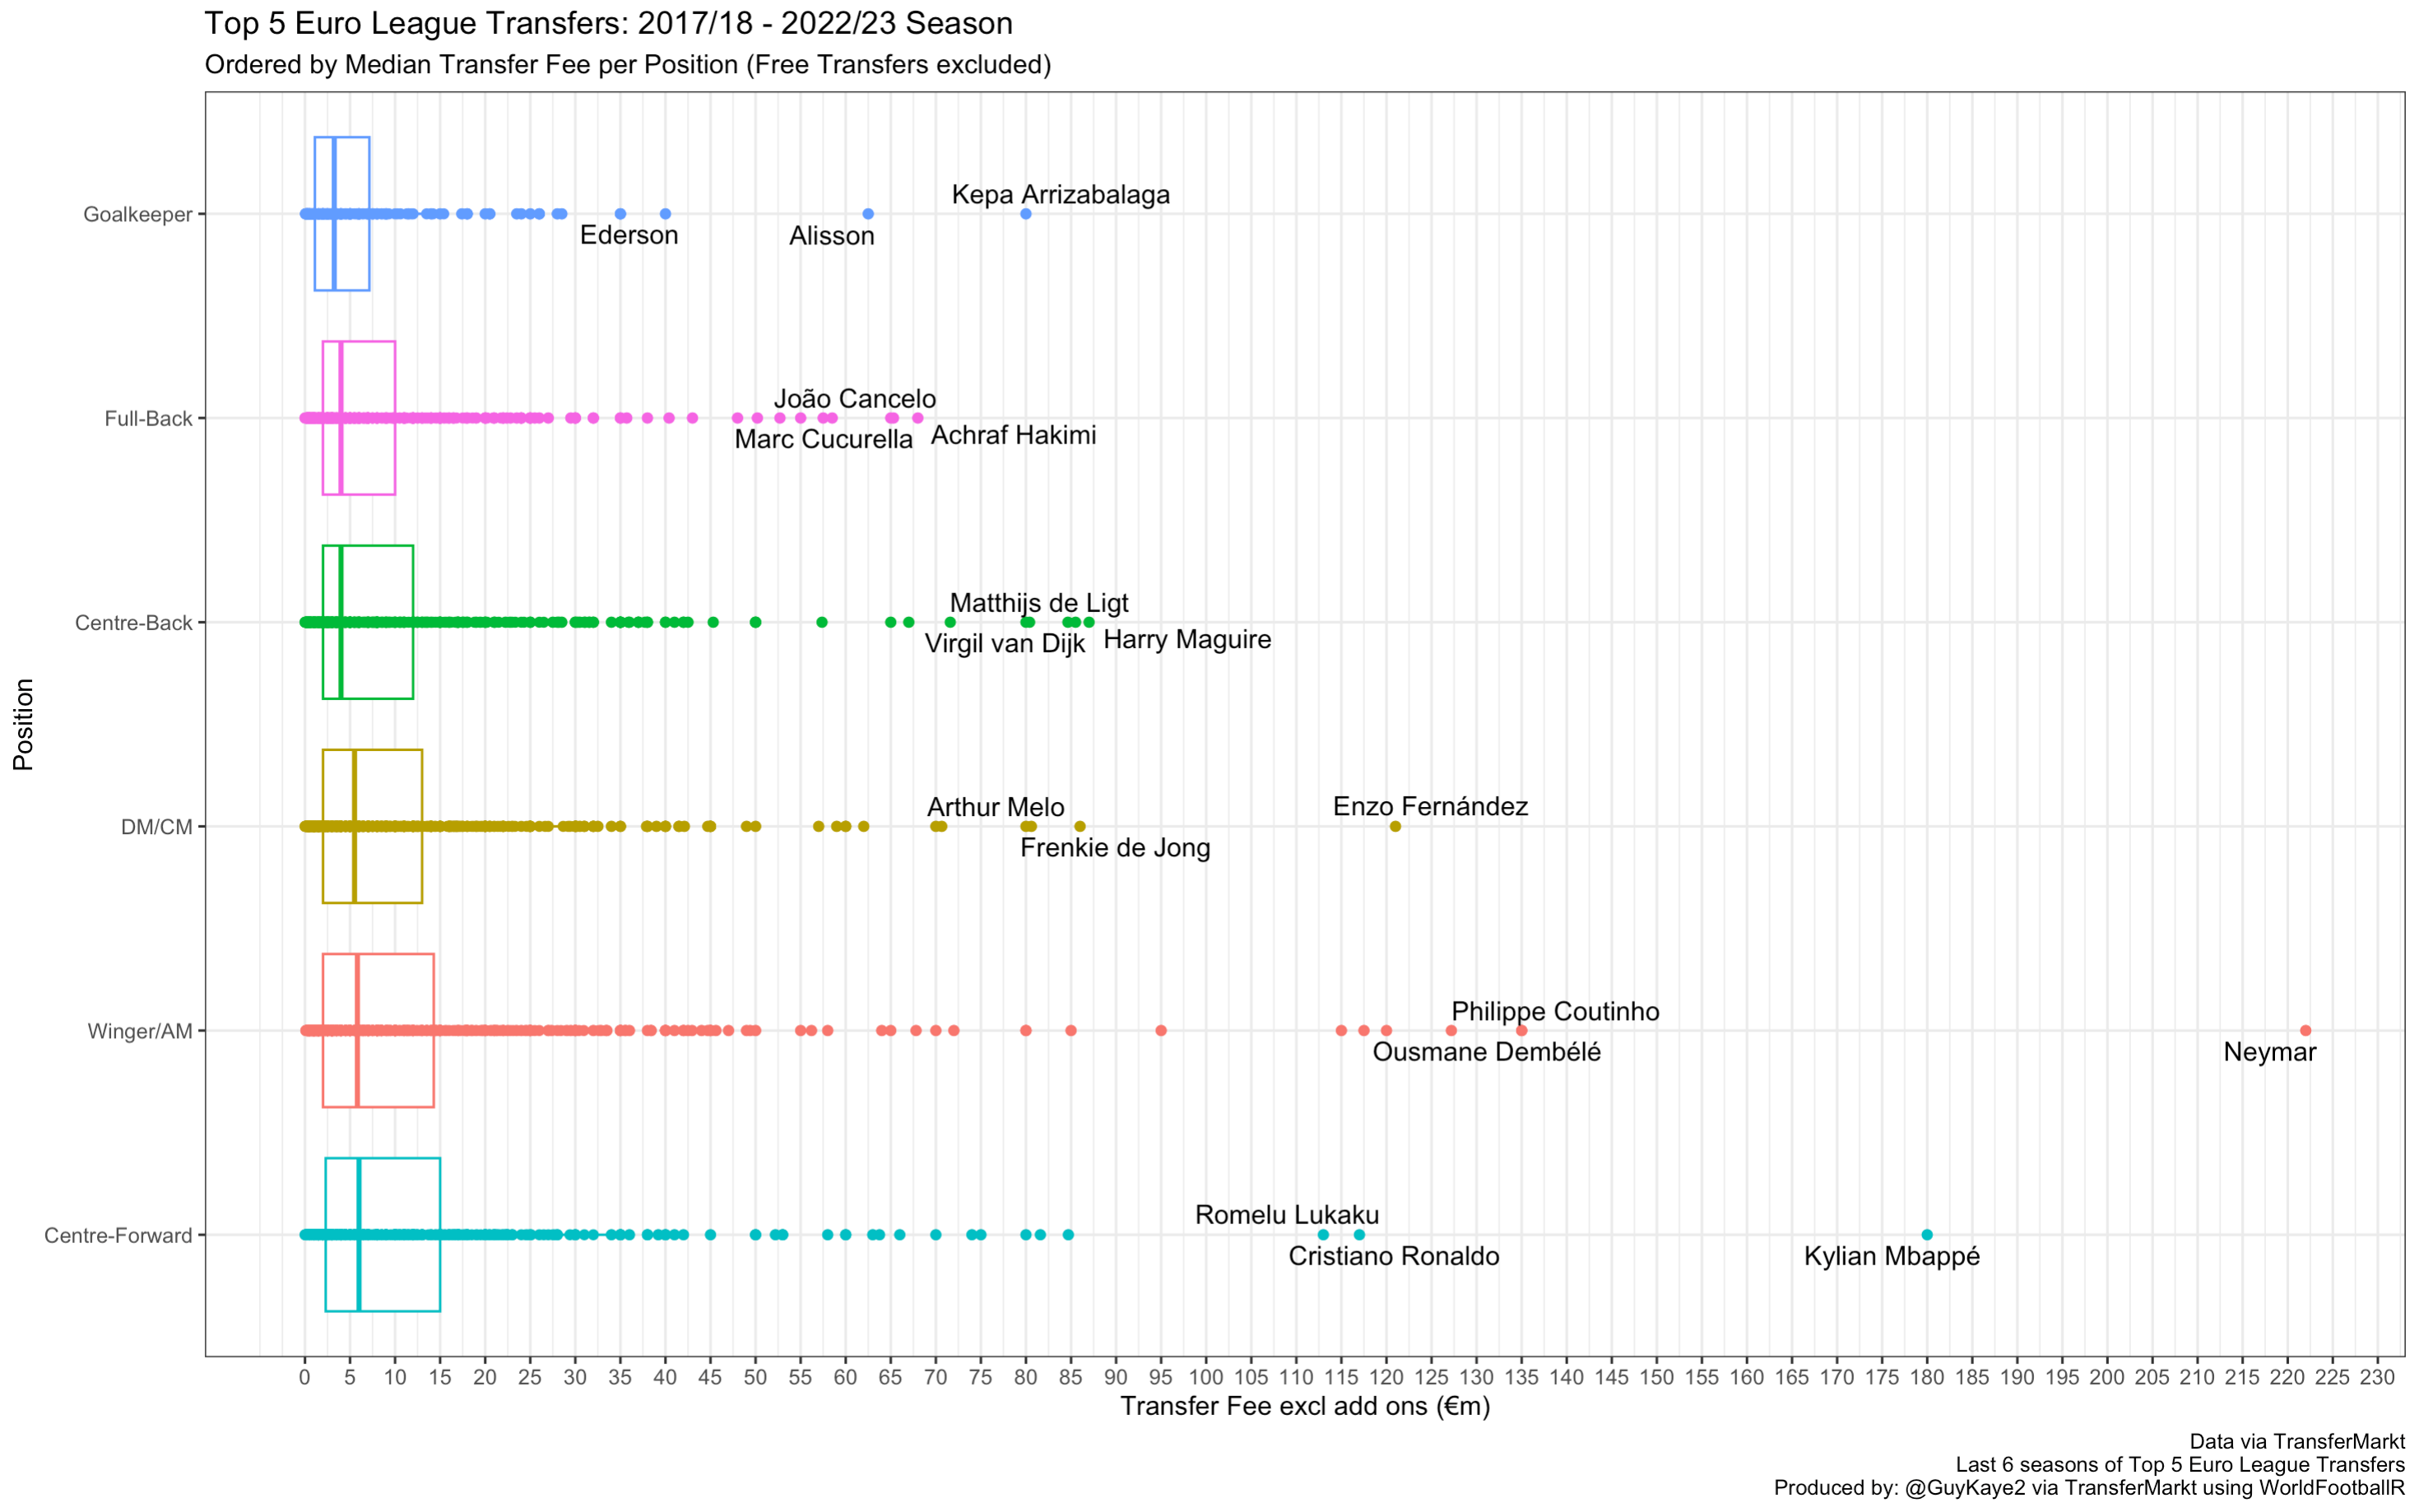 Top 5 Euro League Transfers: 2017/18 - 2022/23 Season
Ordered by Median Transfer Fee per Position (Free Transfers excluded)
Position
Goalkeeper
Kepa Arrizabalaga
Ederson
Alisson
Full-Back
João Cancelo
Marc Cucurella
Achraf Hakimi
Centre-Back
Matthijs de Ligt
Virgil van Dijk
Harry Maguire
DM/CM
Arthur Melo
Enzo Fernández
Frenkie de Jong
Winger/AM
Philippe Coutinho
Ousmane Dembélé
Neymar
Centre-Forward
Romelu Lukaku
Cristiano Ronaldo
Kylian Mbappé
0 5 10 15 20 25 30 35 40 45 50 55 60 65 70 75 80 85 90 95 100 105 110 115 120 125 130 135 140 145 150 155 160 165 170 175 180 185 190 195 200 205 210 215 220 225 230
Transfer Fee excl add ons (€m)
Data via TransferMarkt
Last 6 seasons of Top 5 Euro League Transfers
Produced by: @GuyKaye2 via TransferMarkt using WorldFootballR